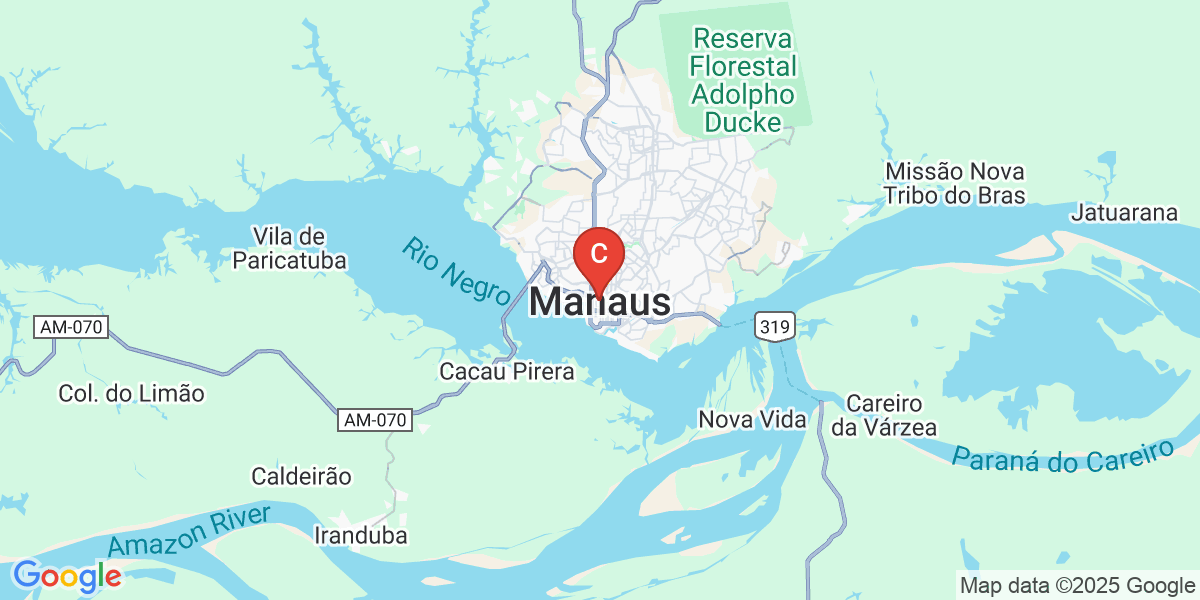 Reserva
Florestal
Adolpho
Ducke
Missão Nova
Tribo do Bras
Jatuarana
Vila de
Paricatuba
Rio Negro
C
Manaus
AM-070
319
Cacau Pirera
Col. do Limão
AM-070
Nova Vida
Careiro
da Várzea
Paraná do Careiro
Caldeirão
Amazon River
Iranduba
Google
Map data ©2025 Google